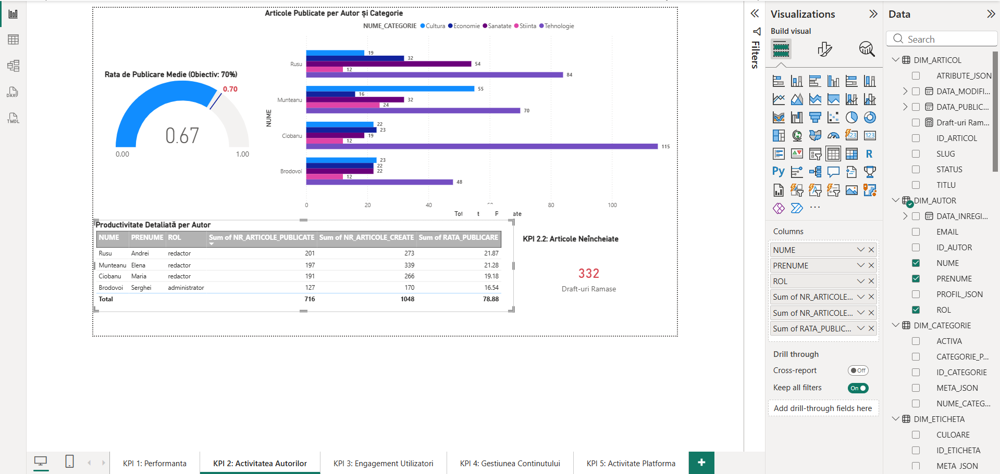 Articole Publicate per Autor și Categorie
NUME_CATEGORIE Cultura Economie Sanatate Stiinta Tehnologie
Rata de Publicare Medie (Obiectiv: 70%)
0.70
0.67
0.00 1.00
NUME
Rusu
19
32
54
12
84
Munteanu
55
16
32
24
70
Ciobanu
22
23
19
12
115
Brodovoi
23
22
22
12
48
0 20 40 80 100
Productivitate Detaliată per Autor
NUME PRENUME ROL Sum of NR_ARTICOLE_PUBLICATE Sum of NR_ARTICOLE_CREATE Sum of RATA_PUBLICARE
Rusu Andrei redactor 201 273 21.87
Munteanu Elena redactor 197 339 21.28
Ciobanu Maria redactor 191 266 19.18
Brodovoi Serghei administrator 127 170 16.54
Total 716 1048 78.88
KPI 2.2: Articole Neîncheiate
332
Draft-uri Ramase
DAX
TMDL
KPI 1: Performanta
KPI 2: Activitatea Autorilor
KPI 3: Engagement Utilizatori
KPI 4: Gestiunea Continutului
KPI 5: Activitate Platforma
+
Filters
Visualizations
Build visual
123
123
R
Py
...
Columns
NUME
PRENUME
ROL
Sum of NR_ARTICOLE...
Sum of NR_ARTICOLE...
Sum of RATA_PUBLIC...
Drill through
Cross-report Off
Keep all filters On
Add drill-through fields here
Data
Search
DIM_ARTICOL
ATRIBUTE_JSON
DATA_MODIFI...
DATA_PUBLIC...
Draft-uri Ram...
ID_ARTICOL
SLUG
STATUS
TITLU
DIM_AUTOR
DATA_INREGI...
EMAIL
ID_AUTOR
NUME
PRENUME
PROFIL_JSON
ROL
DIM_CATEGORIE
ACTIVA
CATEGORIE_P...
ID_CATEGORIE
META_JSON
NUME_CATEG...
DIM_ETICHETA
CULOARE
ID_ETICHETA
META_JSON